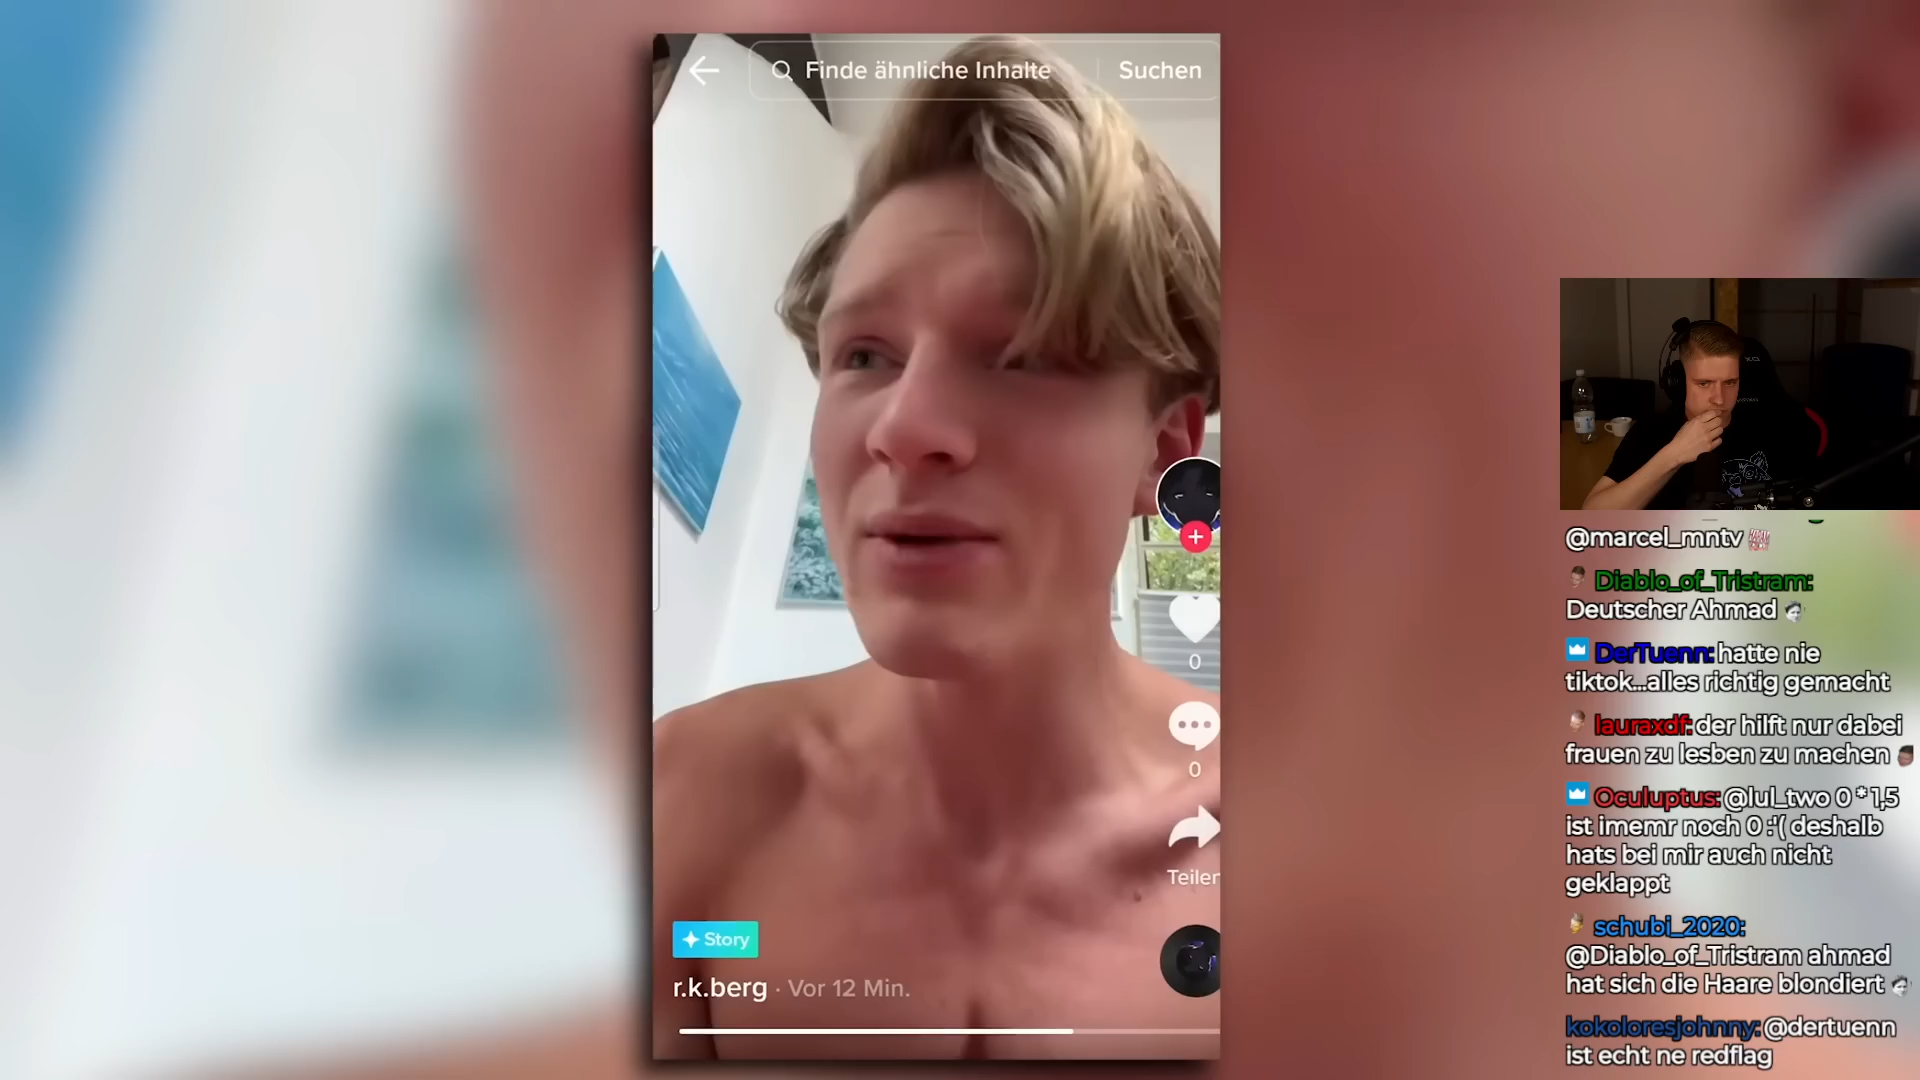 Finde ähnliche Inhalte
Suchen
0
0
Teiler
Story
r.k.berg · Vor 12 Min.
@marcel_mntv
Diablo_of_Tristram:
Deutscher Ahmad
DerTuenn: hatte nie
tiktok...alles richtig gemacht
lauraxdf: der hilft nur dabei
frauen zu lesben zu machen
Oculuptus: @lul_two 0 * 1,5
ist imemr noch 0 :'( deshalb
hats bei mir auch nicht
geklappt
schubi_2020:
@Diablo_of_Tristram ahmad
hat sich die Haare blondiert
kokoloresjohnny: @dertuenn
ist echt ne redflag